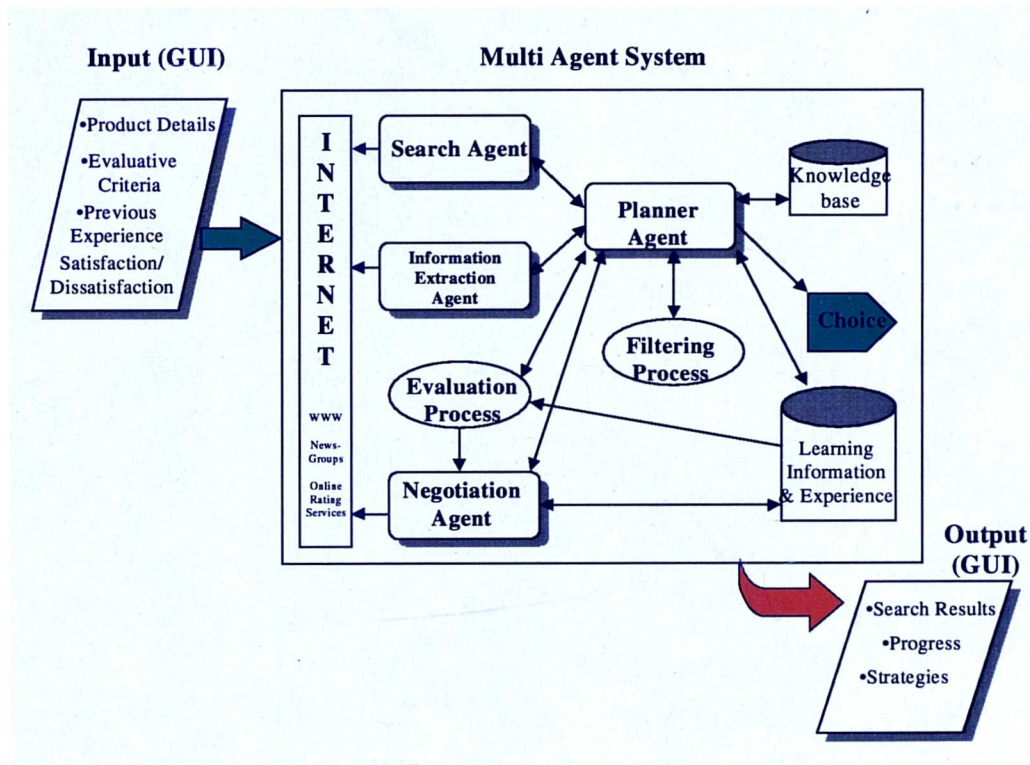 Input (GUI)
Multi Agent System
•Product Details
•Evaluative
Criteria
•Previous
Experience
Satisfaction/
Dissatisfaction
I
N
T
E
R
N
E
T
WWW
News-
Groups
Online
Rating
Services
Search Agent
Information
Extraction
Agent
Evaluation
Process
Negotiation
Agent
Planner
Agent
Filtering
Process
Knowledge
base
Choice
Learning
Information
& Experience
Output
(GUI)
•Search Results
•Progress
•Strategies